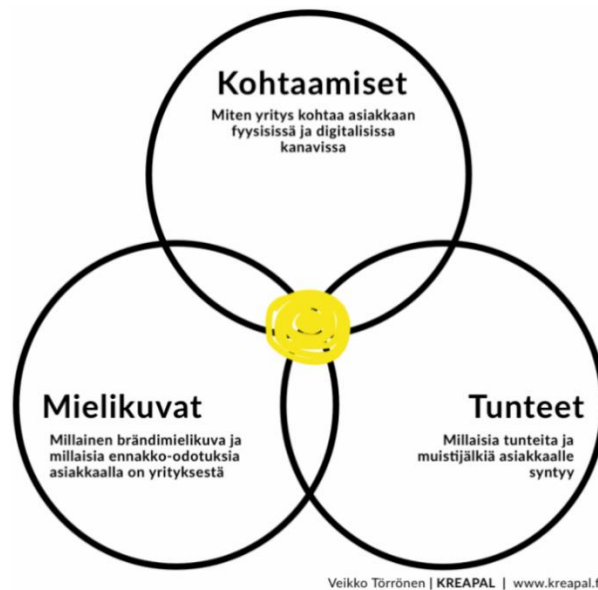 Kohtaamiset
Miten yritys kohtaa asiakkaan
fyysisissä ja digitalisissa
kanavissa
Mielikuvat
Millainen brändimielikuva ja
millaisia ennakko-odotuksia
asiakkaalla on yrityksestä
Tunteet
Millaisia tunteita ja
muistijälkiä asiakkaalle
syntyy
Veikko Törrönen | KREAPAL | www.kreapal.f